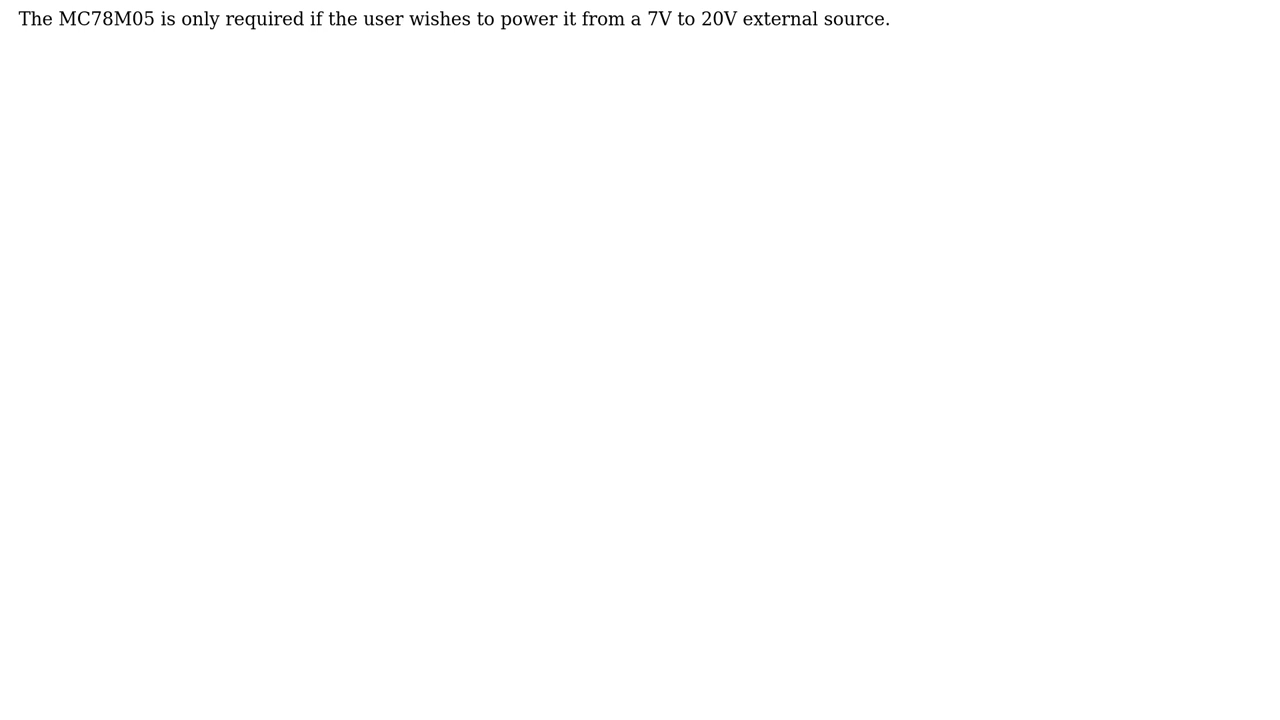 The MC78M05 is only required if the user wishes to power it from a 7V to 20V external source.